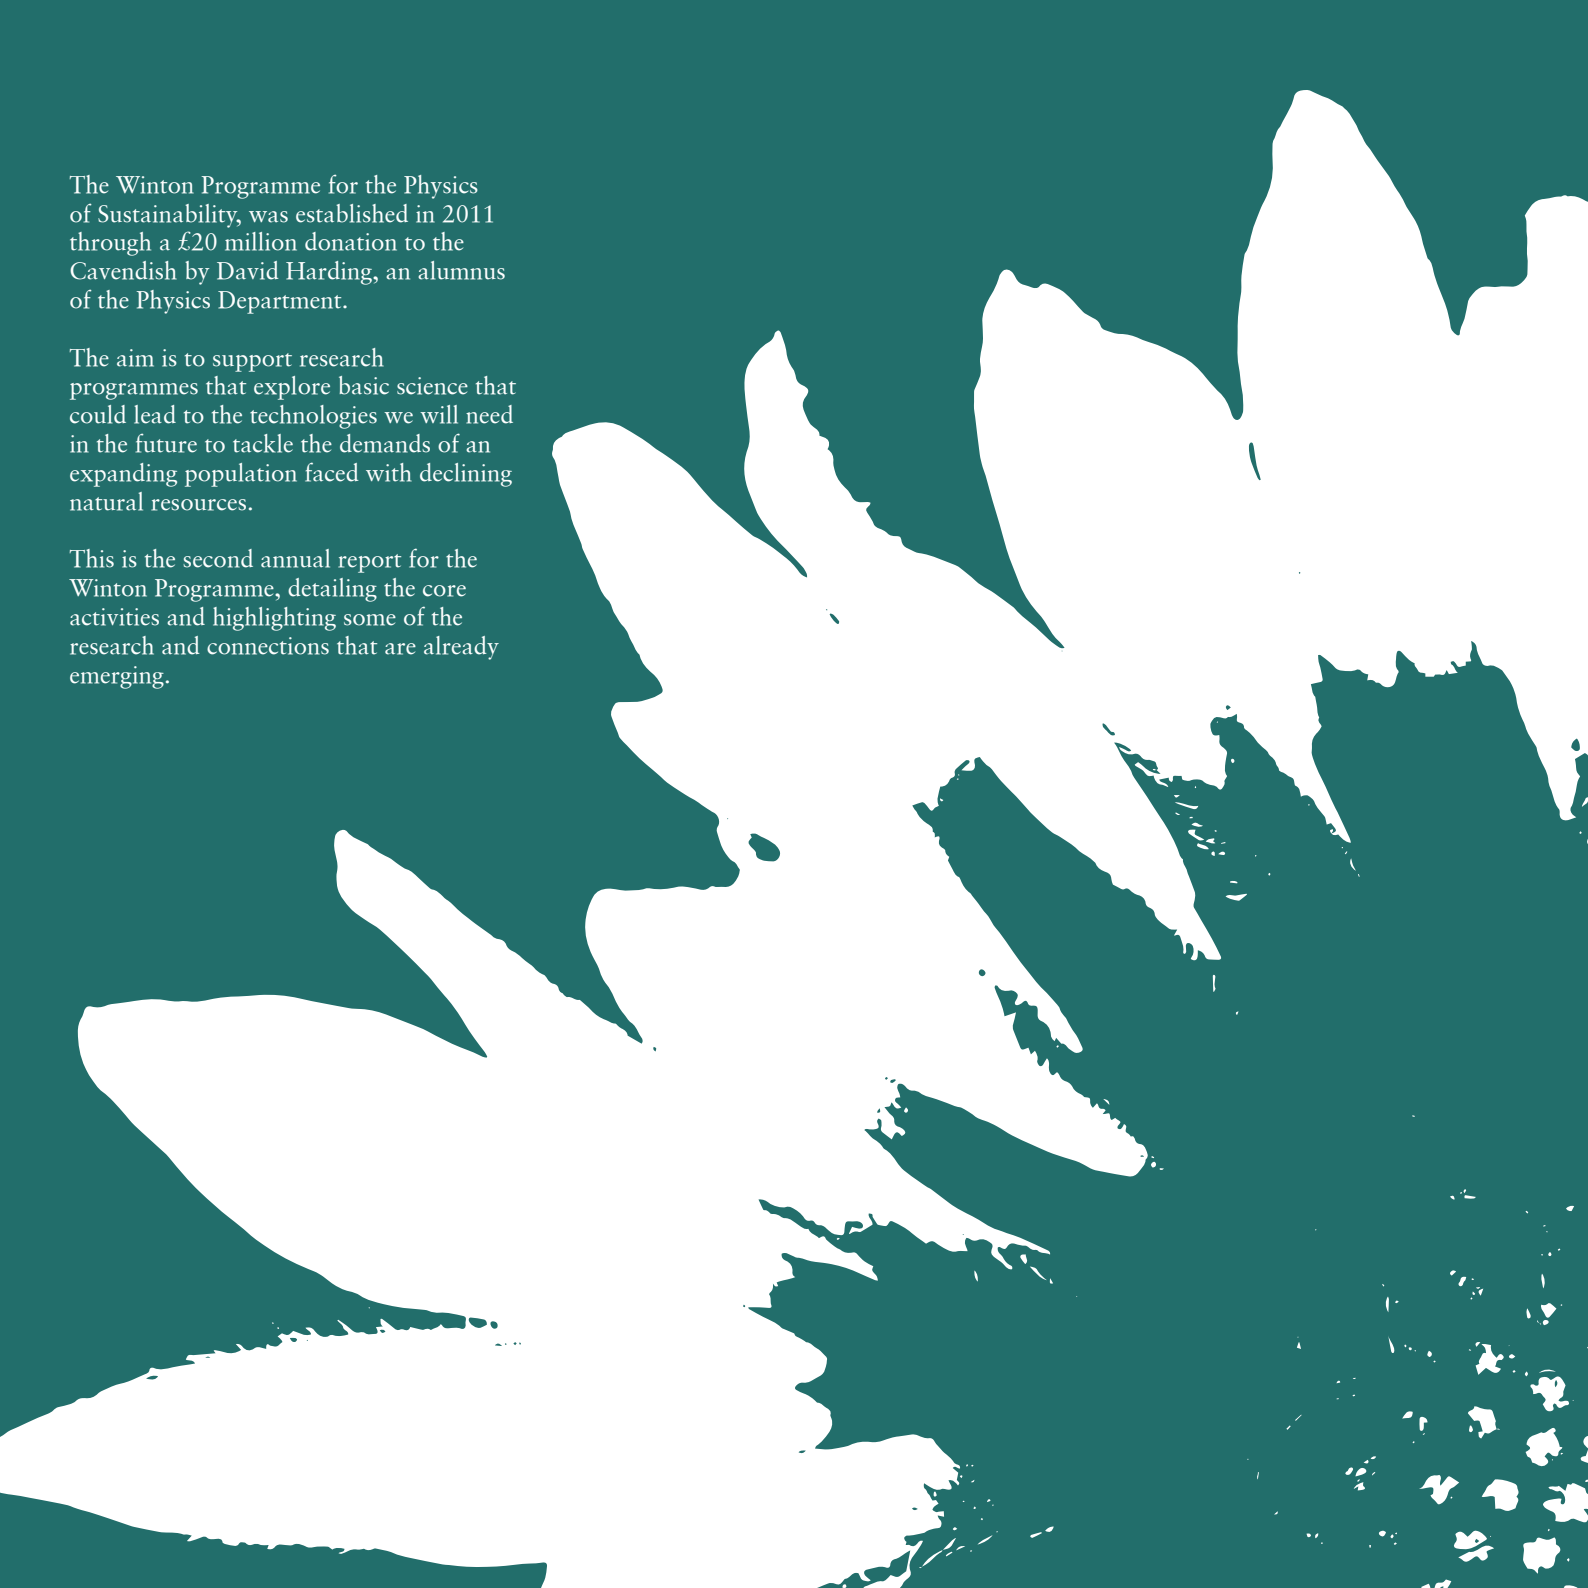 The Winton Programme for the Physics
of Sustainability, was established in 2011
through a £20 million donation to the
Cavendish by David Harding, an alumnus
of the Physics Department.
The aim is to support research
programmes that explore basic science that
could lead to the technologies we will need
in the future to tackle the demands of an
expanding population faced with declining
natural resources.
This is the second annual report for the
Winton Programme, detailing the core
activities and highlighting some of the
research and connections that are already
emerging.